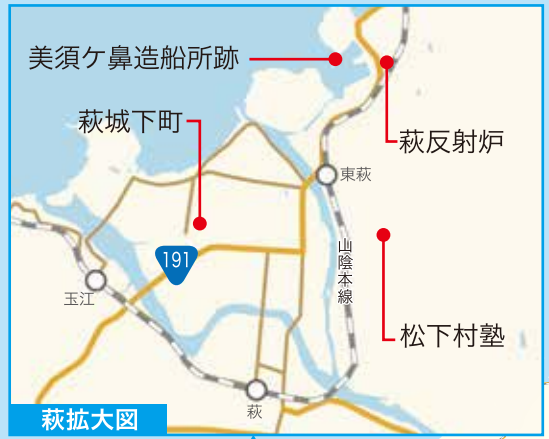 美須ケ鼻造船所跡
萩城下町
萩反射炉
東萩
191
山陰本線
玉江
松下村塾
萩
萩拡大図